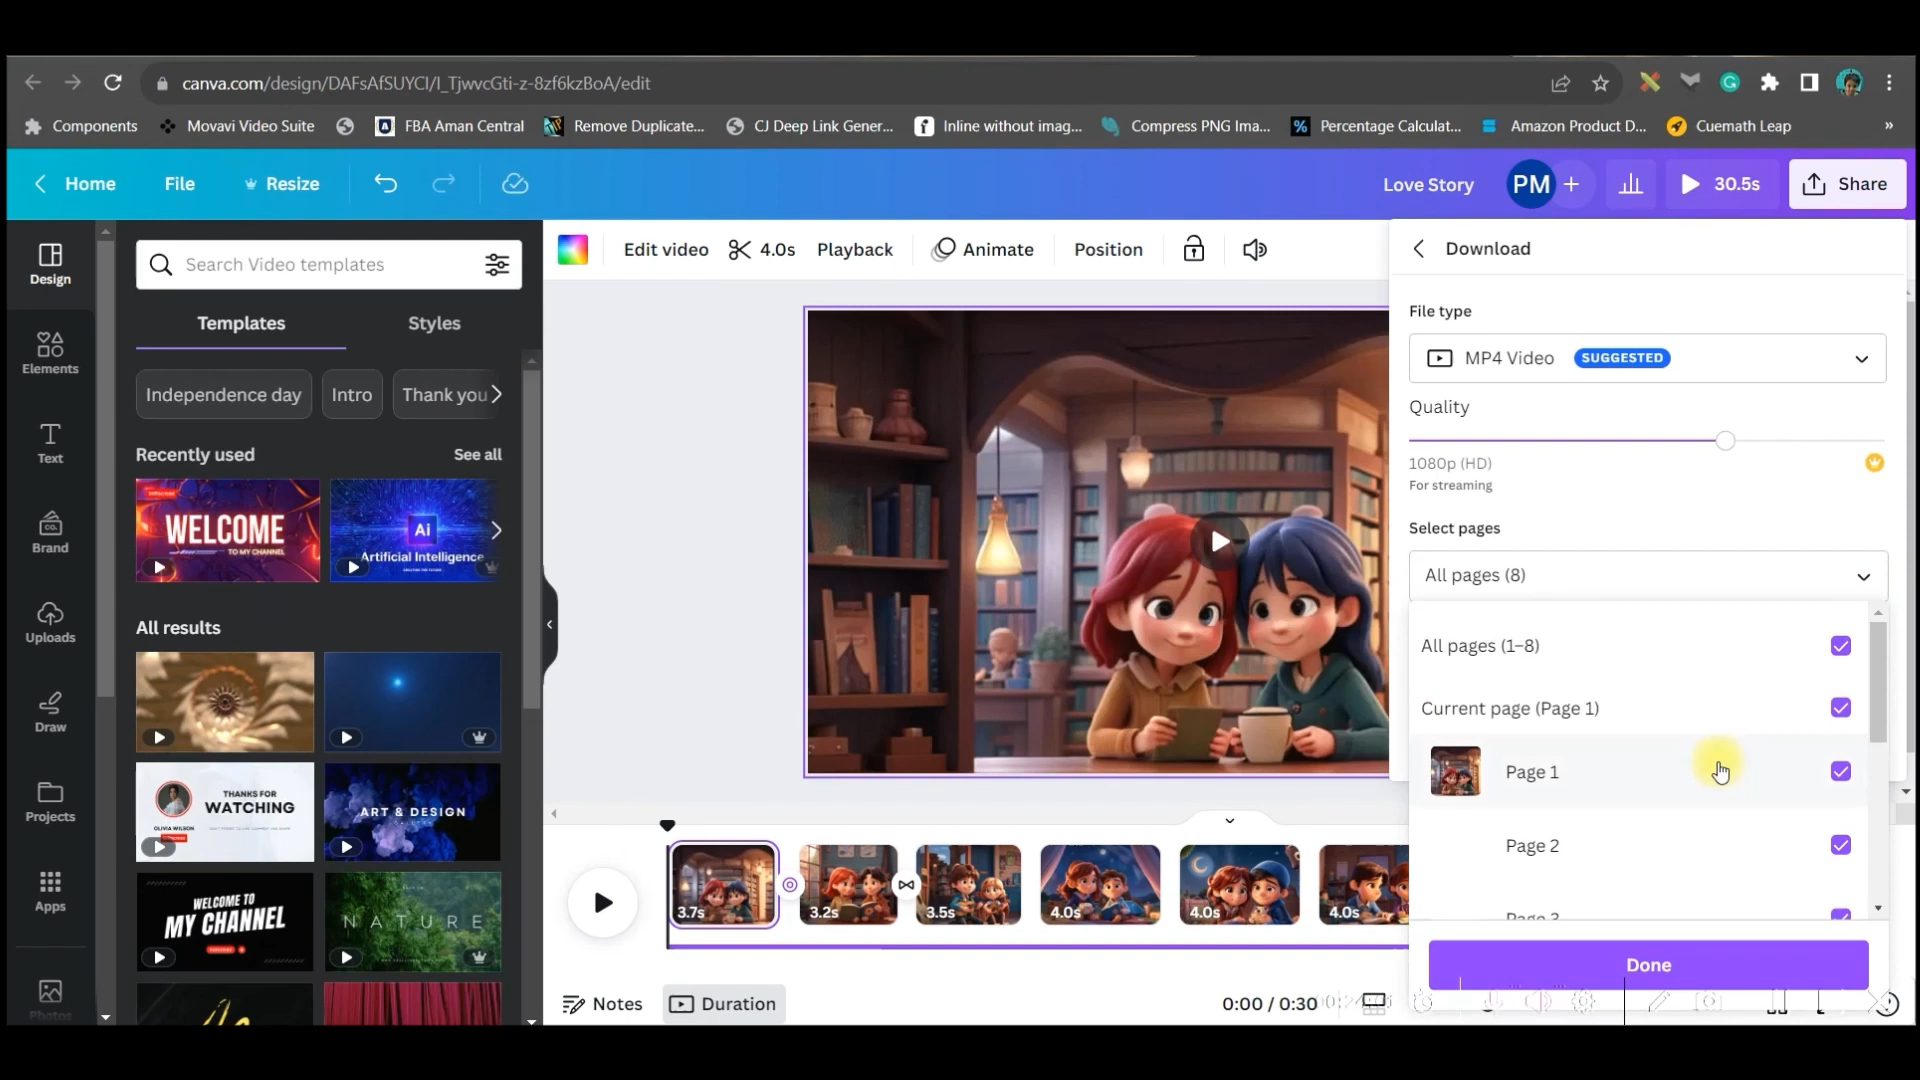 canva.com/design/DAFsAfSUYCI/l_TjwvcGti-z-8zf6kzBoA/edit
Components
Movavi Video Suite
FBA Aman Central
Remove Duplicate...
CJ Deep Link Gener...
Inline without imag...
Compress PNG Ima...
Percentage Calculat...
Amazon Product D...
Cuemath Leap
»
Home
File
Resize
Love Story
PM
+
30.5s
Share
Design
Elements
Text
Brand
Uploads
Draw
Projects
Apps
Photos
Search Video templates
Templates
Styles
Independence day
Intro
Thank you
Recently used
See all
WELCOME
TO MY CHANNEL
Ai
Artificial Intelligence
All results
THANKS FOR
WATCHING
OLIVIA WILSON
ART & DESIGN
WELCOME TO
MY CHANNEL
NATURE
Edit video
4.0s
Playback
Animate
Position
Download
File type
MP4 Video
SUGGESTED
Quality
1080p (HD)
For streaming
Select pages
All pages (8)
All pages (1–8)
Current page (Page 1)
Page 1
Page 2
Page 3
Done
3.7s
3.2s
3.5s
4.0s
4.0s
4.0s
Notes
Duration
0:00 / 0:30